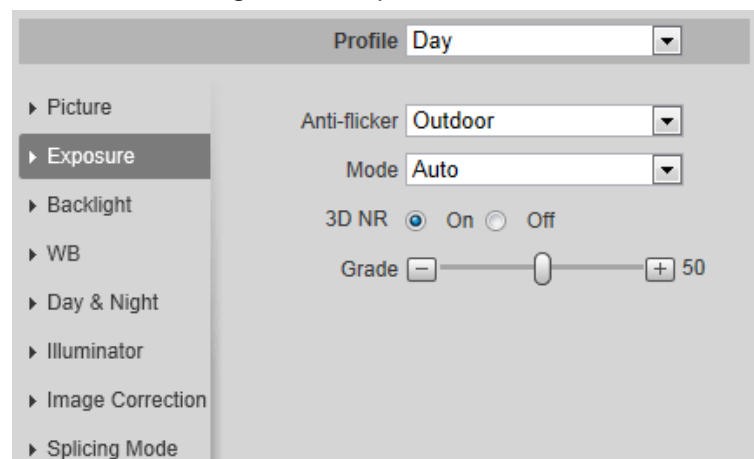 Profile Day
Picture
Anti-flicker Outdoor
Exposure
Mode Auto
Backlight
3D NR On Off
WB
Grade 50
Day & Night
Illuminator
Image Correction
Splicing Mode